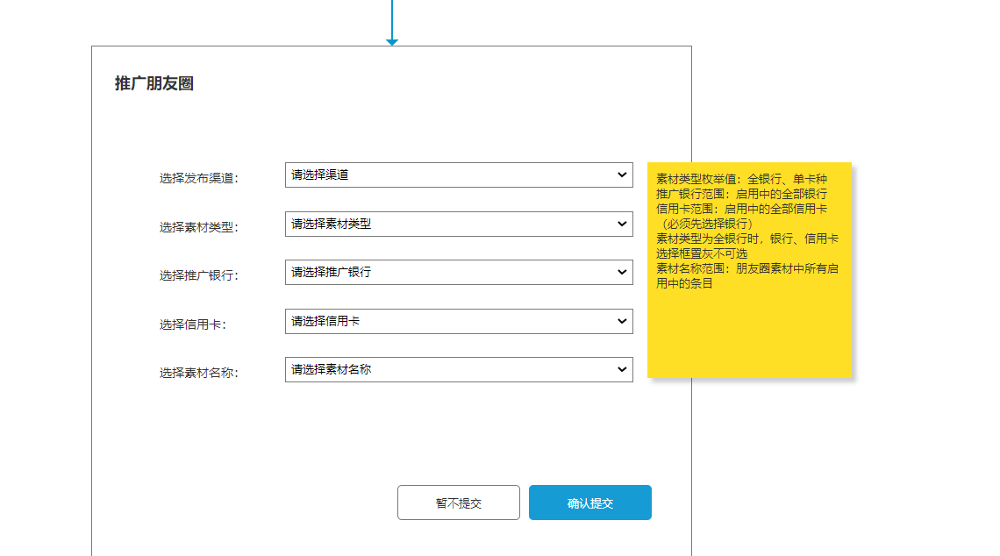 推广朋友圈
选择发布渠道：
请选择渠道
选择素材类型：
请选择素材类型
选择推广银行：
请选择推广银行
选择信用卡：
请选择信用卡
选择素材名称：
请选择素材名称
素材类型枚举值：全银行、单卡种
推广银行范围：启用中的全部银行
信用卡范围：启用中的全部信用卡
（必须先选择银行）
素材类型为全银行时，银行、信用卡
选择框置灰不可选
素材名称范围：朋友圈素材中所有启
用中的条目
暂不提交
确认提交